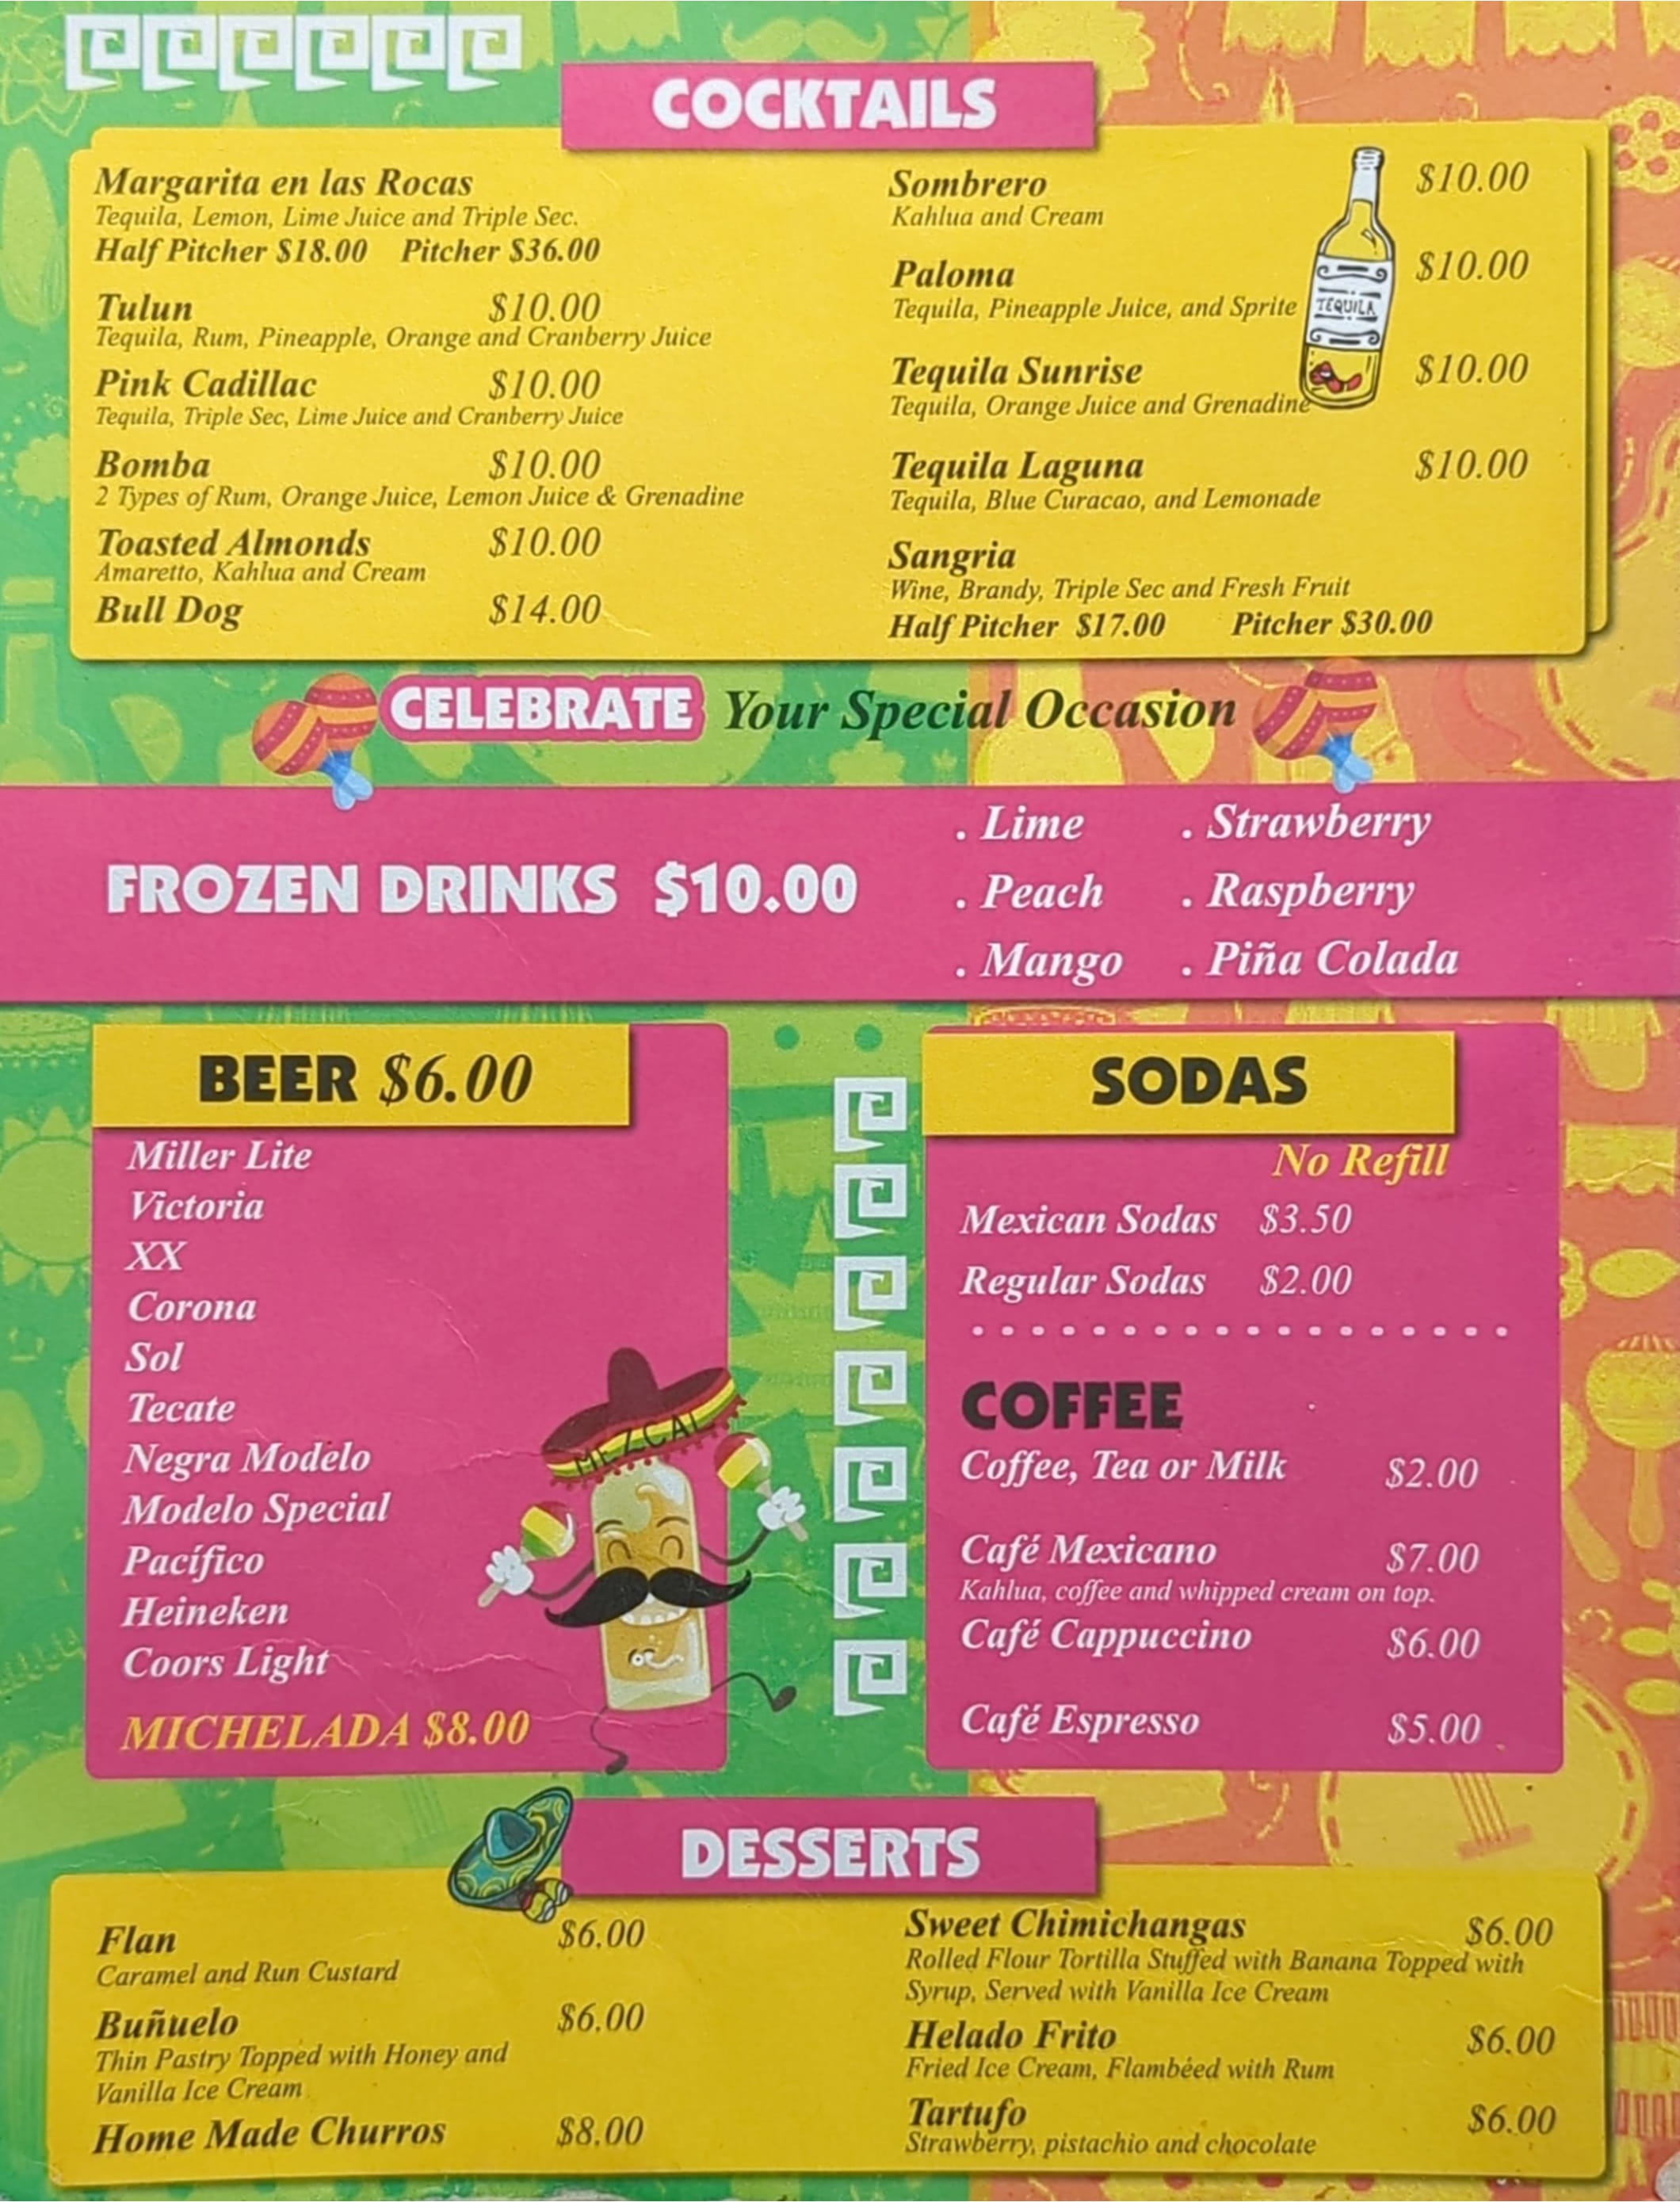 COCKTAILS
Margarita en las Rocas
Tequila, Lemon, Lime Juice and Triple Sec.
Half Pitcher $18.00 Pitcher $36.00
Tulun $10.00
Tequila, Rum, Pineapple, Orange and Cranberry Juice
Pink Cadillac $10.00
Tequila, Triple Sec, Lime Juice and Cranberry Juice
Bomba $10.00
2 Types of Rum, Orange Juice, Lemon Juice & Grenadine
Toasted Almonds $10.00
Amaretto, Kahlua and Cream
Bull Dog $14.00
Sombrero $10.00
Kahlua and Cream
Paloma $10.00
Tequila, Pineapple Juice, and Sprite
TEQUILA
Tequila Sunrise $10.00
Tequila, Orange Juice and Grenadine
Tequila Laguna $10.00
Tequila, Blue Curacao, and Lemonade
Sangria
Wine, Brandy, Triple Sec and Fresh Fruit
Half Pitcher $17.00 Pitcher $30.00
CELEBRATE Your Special Occasion
FROZEN DRINKS $10.00
. Lime . Strawberry
. Peach . Raspberry
. Mango . Piña Colada
BEER $6.00
Miller Lite
Victoria
XX
Corona
Sol
Tecate
Negra Modelo
Modelo Special
Pacífico
Heineken
Coors Light
MICHELADA $8.00
MEZCAL
SODAS
No Refill
Mexican Sodas $3.50
Regular Sodas $2.00
COFFEE
Coffee, Tea or Milk $2.00
Café Mexicano $7.00
Kahlua, coffee and whipped cream on top.
Café Cappuccino $6.00
Café Espresso $5.00
DESSERTS
Flan $6.00
Caramel and Run Custard
Buñuelo $6.00
Thin Pastry Topped with Honey and
Vanilla Ice Cream
Home Made Churros $8.00
Sweet Chimichangas $6.00
Rolled Flour Tortilla Stuffed with Banana Topped with
Syrup, Served with Vanilla Ice Cream
Helado Frito $6.00
Fried Ice Cream, Flambéed with Rum
Tartufo $6.00
Strawberry, pistachio and chocolate